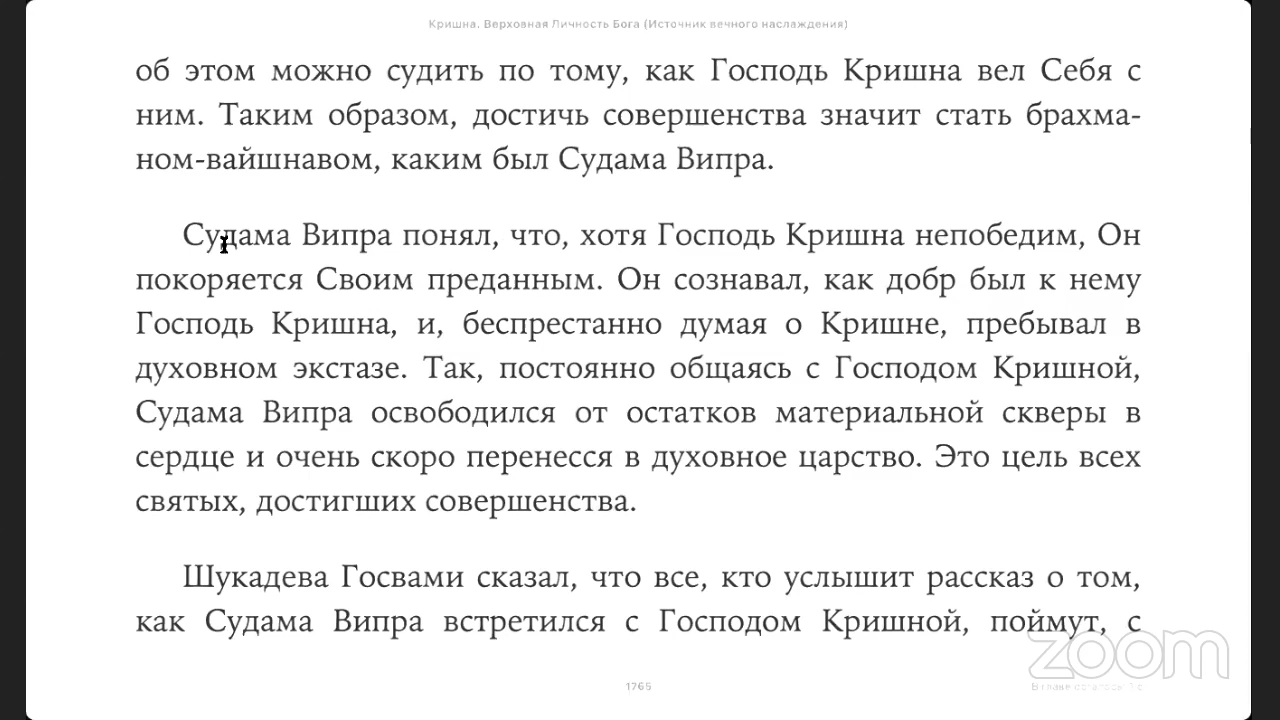 Кришна. Верховная Личность Бога (Источник вечного наслаждения)
об этом можно судить по тому, как Господь Кришна вел Себя с
ним. Таким образом, достичь совершенства значит стать брахма-
ном-вайшнавом, каким был Судама Випра.
Судама Випра понял, что, хотя Господь Кришна непобедим, Он
покоряется Своим преданным. Он сознавал, как добр был к нему
Господь Кришна, и, беспрестанно думая о Кришне, пребывал в
духовном экстазе. Так, постоянно общаясь с Господом Кришной,
Судама Випра освободился от остатков материальной скверы в
сердце и очень скоро перенесся в духовное царство. Это цель всех
святых, достигших совершенства.
Шукадева Госвами сказал, что все, кто услышит рассказ о том,
как Судама Випра встретился с Господом Кришной, поймут, с
zoom
1765
В главе